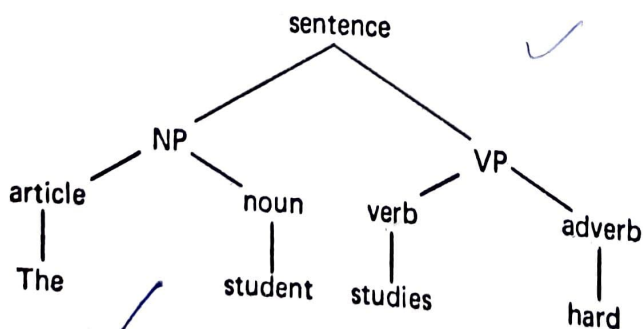 sentence
NP
VP
article
noun
verb
adverb
The
student
studies
hard